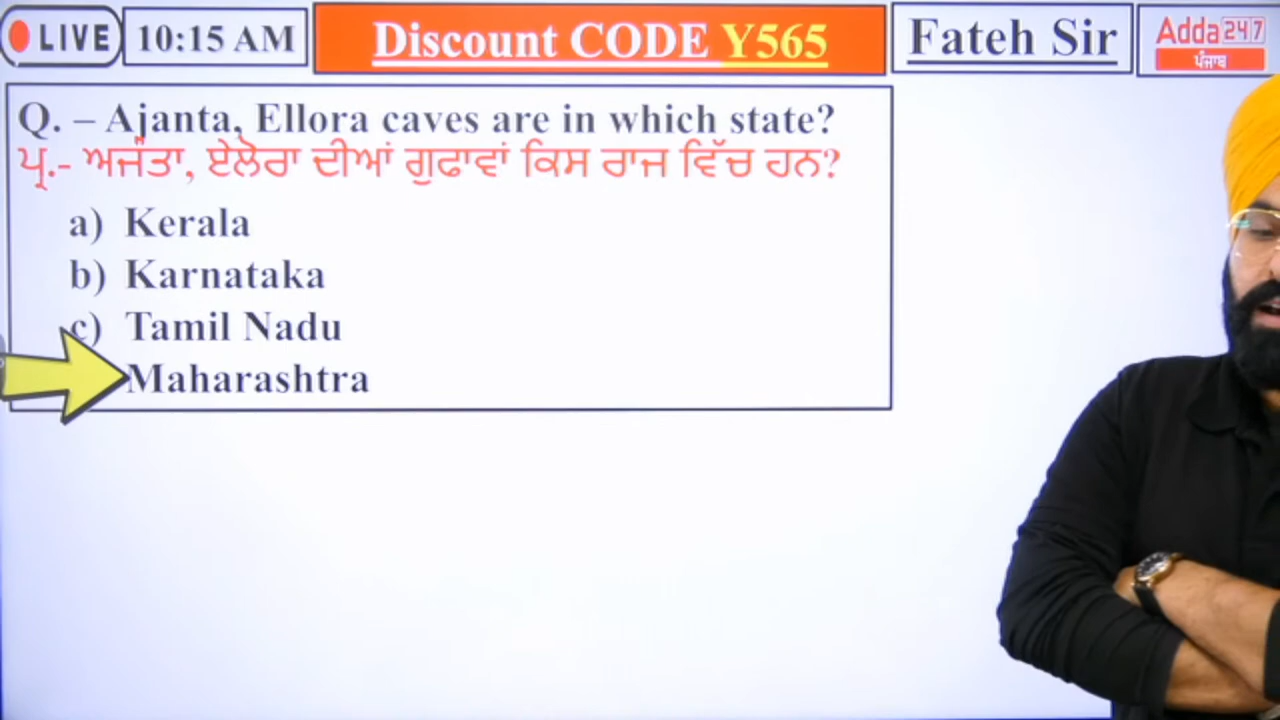 LIVE
10:15 AM
Discount CODE Y565
Fateh Sir
Adda247
ਪੰਜਾਬ
Q. – Ajanta, Ellora caves are in which state?
ਪ੍ਰ.- ਅਜੰਤਾ, ਏਲੋਰਾ ਦੀਆਂ ਗੁਫਾਵਾਂ ਕਿਸ ਰਾਜ ਵਿੱਚ ਹਨ?
a) Kerala
b) Karnataka
c) Tamil Nadu
Maharashtra